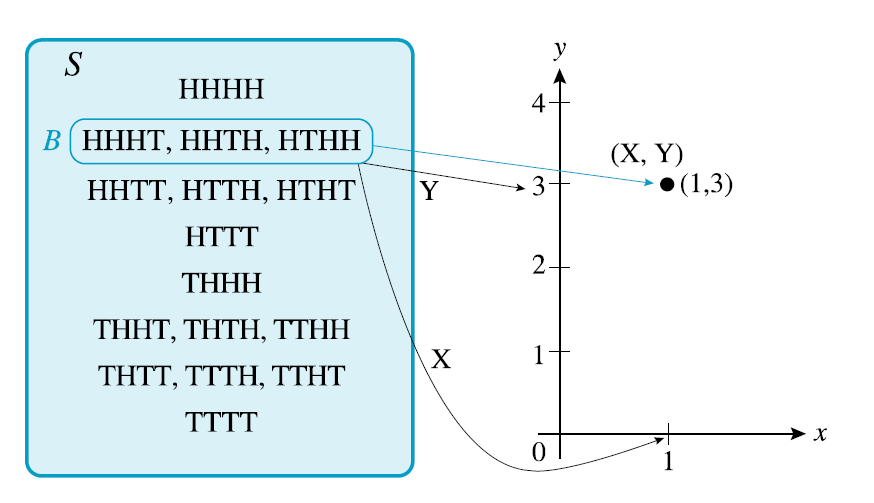 S
HHHH
B HHHT, HHTH, HTHH
HHTT, HTTH, HTHT
HTTT
THHH
THHT, THTH, TTHH
THTT, TTTH, TTHT
TTTT
Y
X
y
4
(X, Y)
3 (1,3)
2
1
0
1
x